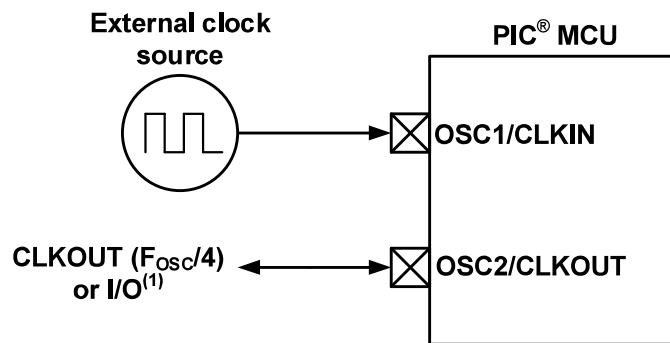 External clock
source
PIC® MCU
OSC1/CLKIN
CLKOUT (FOSC/4)
or I/O(1)
OSC2/CLKOUT